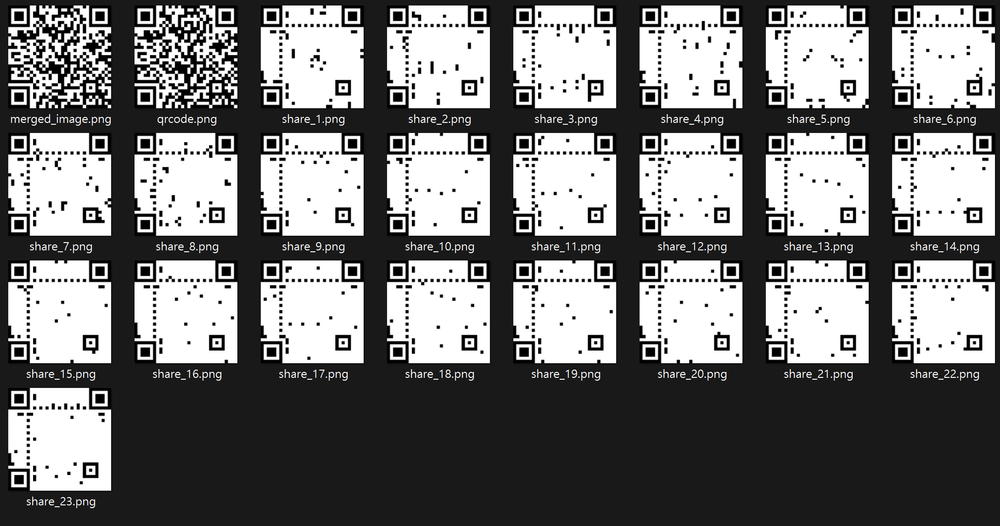 merged_image.png qrcode.png share_1.png share_2.png share_3.png share_4.png share_5.png share_6.png
share_7.png share_8.png share_9.png share_10.png share_11.png share_12.png share_13.png share_14.png
share_15.png share_16.png share_17.png share_18.png share_19.png share_20.png share_21.png share_22.png
share_23.png